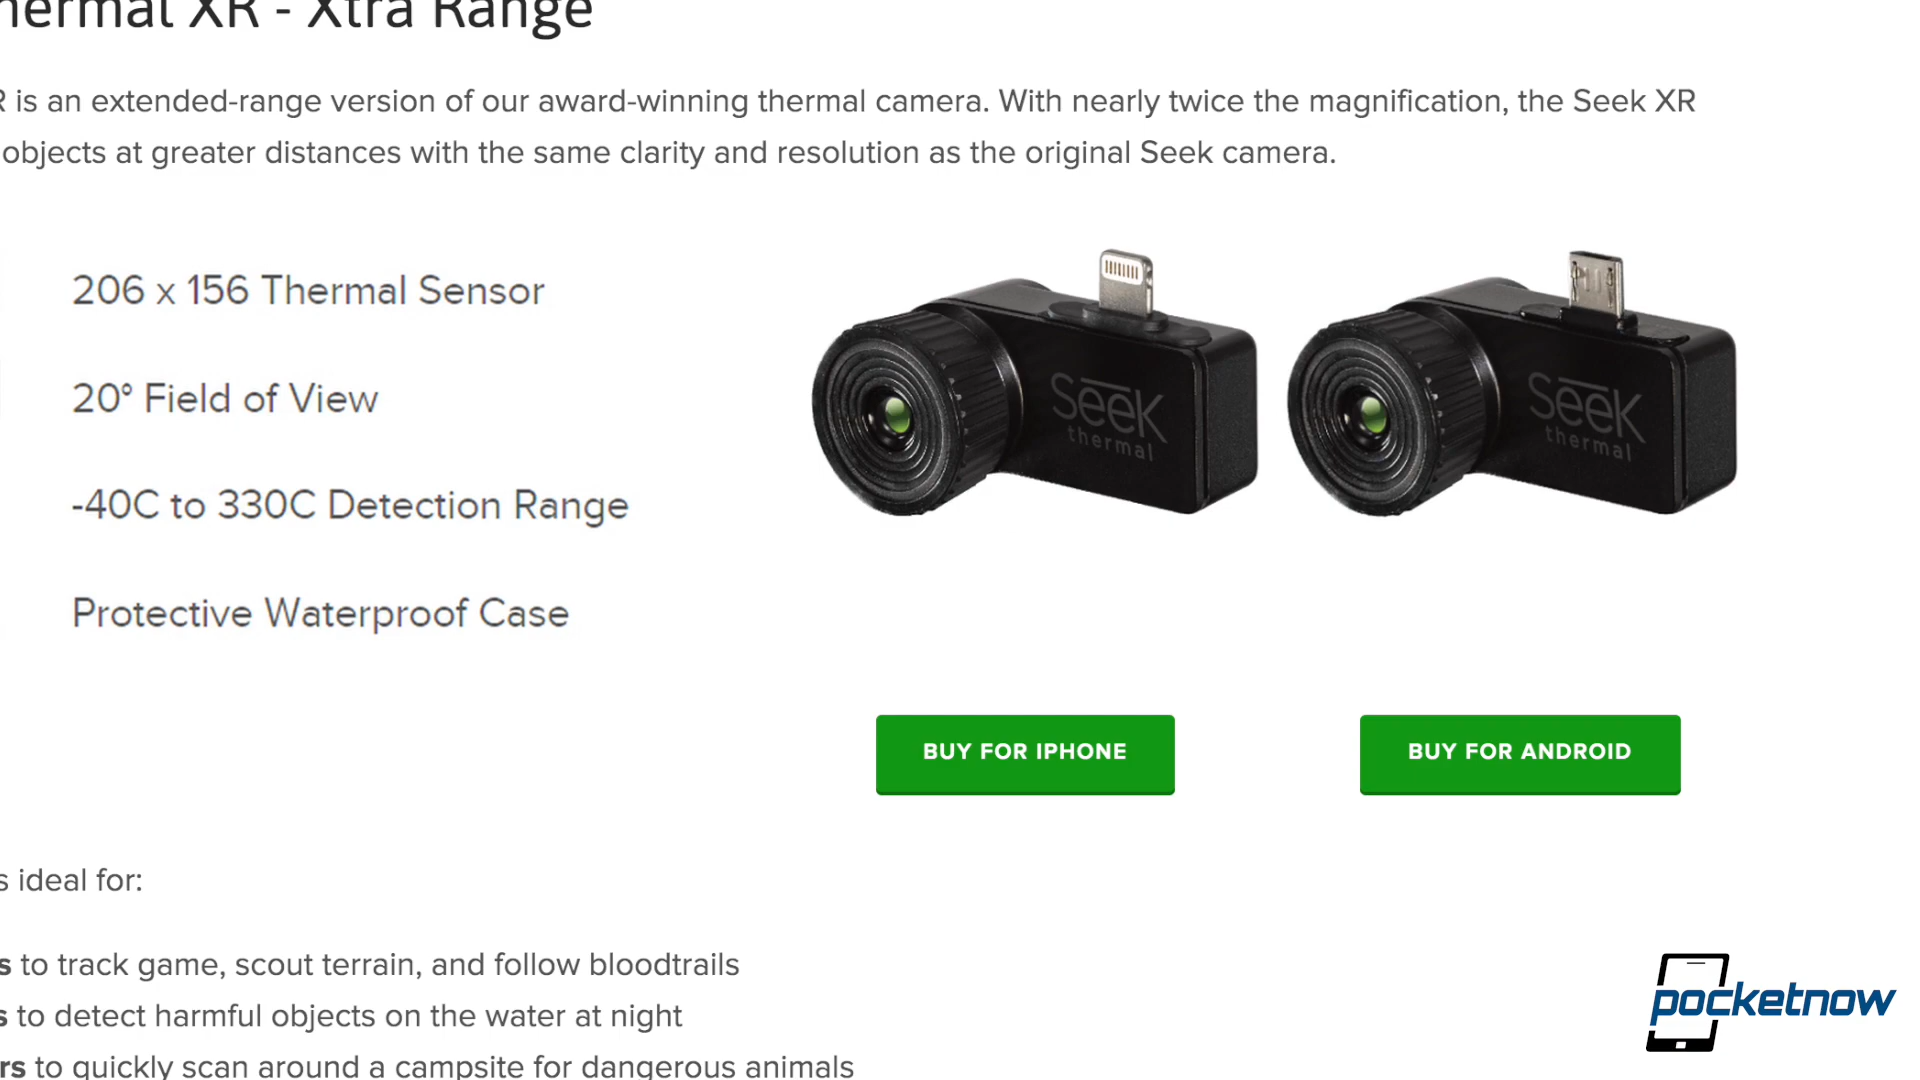 hermal XR - Xtra Range
R is an extended-range version of our award-winning thermal camera. With nearly twice the magnification, the Seek XR
objects at greater distances with the same clarity and resolution as the original Seek camera.
206 x 156 Thermal Sensor
20° Field of View
-40C to 330C Detection Range
Protective Waterproof Case
Seek
thermal
Seek
thermal
BUY FOR IPHONE
BUY FOR ANDROID
s ideal for:
s to track game, scout terrain, and follow bloodtrails
s to detect harmful objects on the water at night
rs to quickly scan around a campsite for dangerous animals
pocketnow